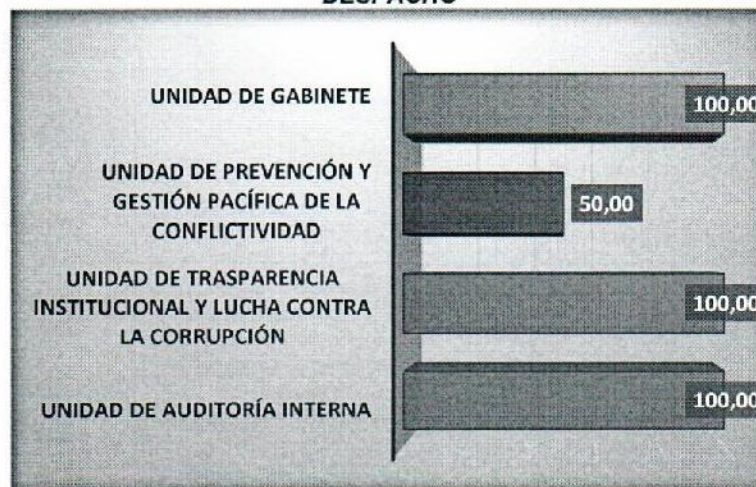 DESPACHO
UNIDAD DE GABINETE
100,00
UNIDAD DE PREVENCIÓN Y
GESTIÓN PACÍFICA DE LA
CONFLICTIVIDAD
50,00
UNIDAD DE TRASPARENCIA
INSTITUCIONAL Y LUCHA CONTRA
LA CORRUPCIÓN
100,00
UNIDAD DE AUDITORÍA INTERNA
100,00